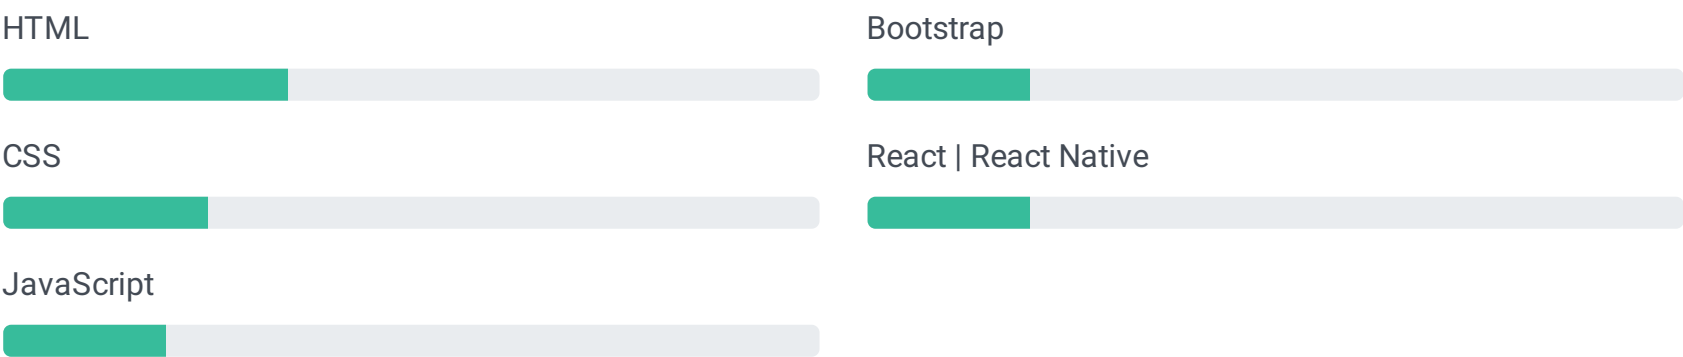 HTML
CSS
JavaScript
Bootstrap
React | React Native